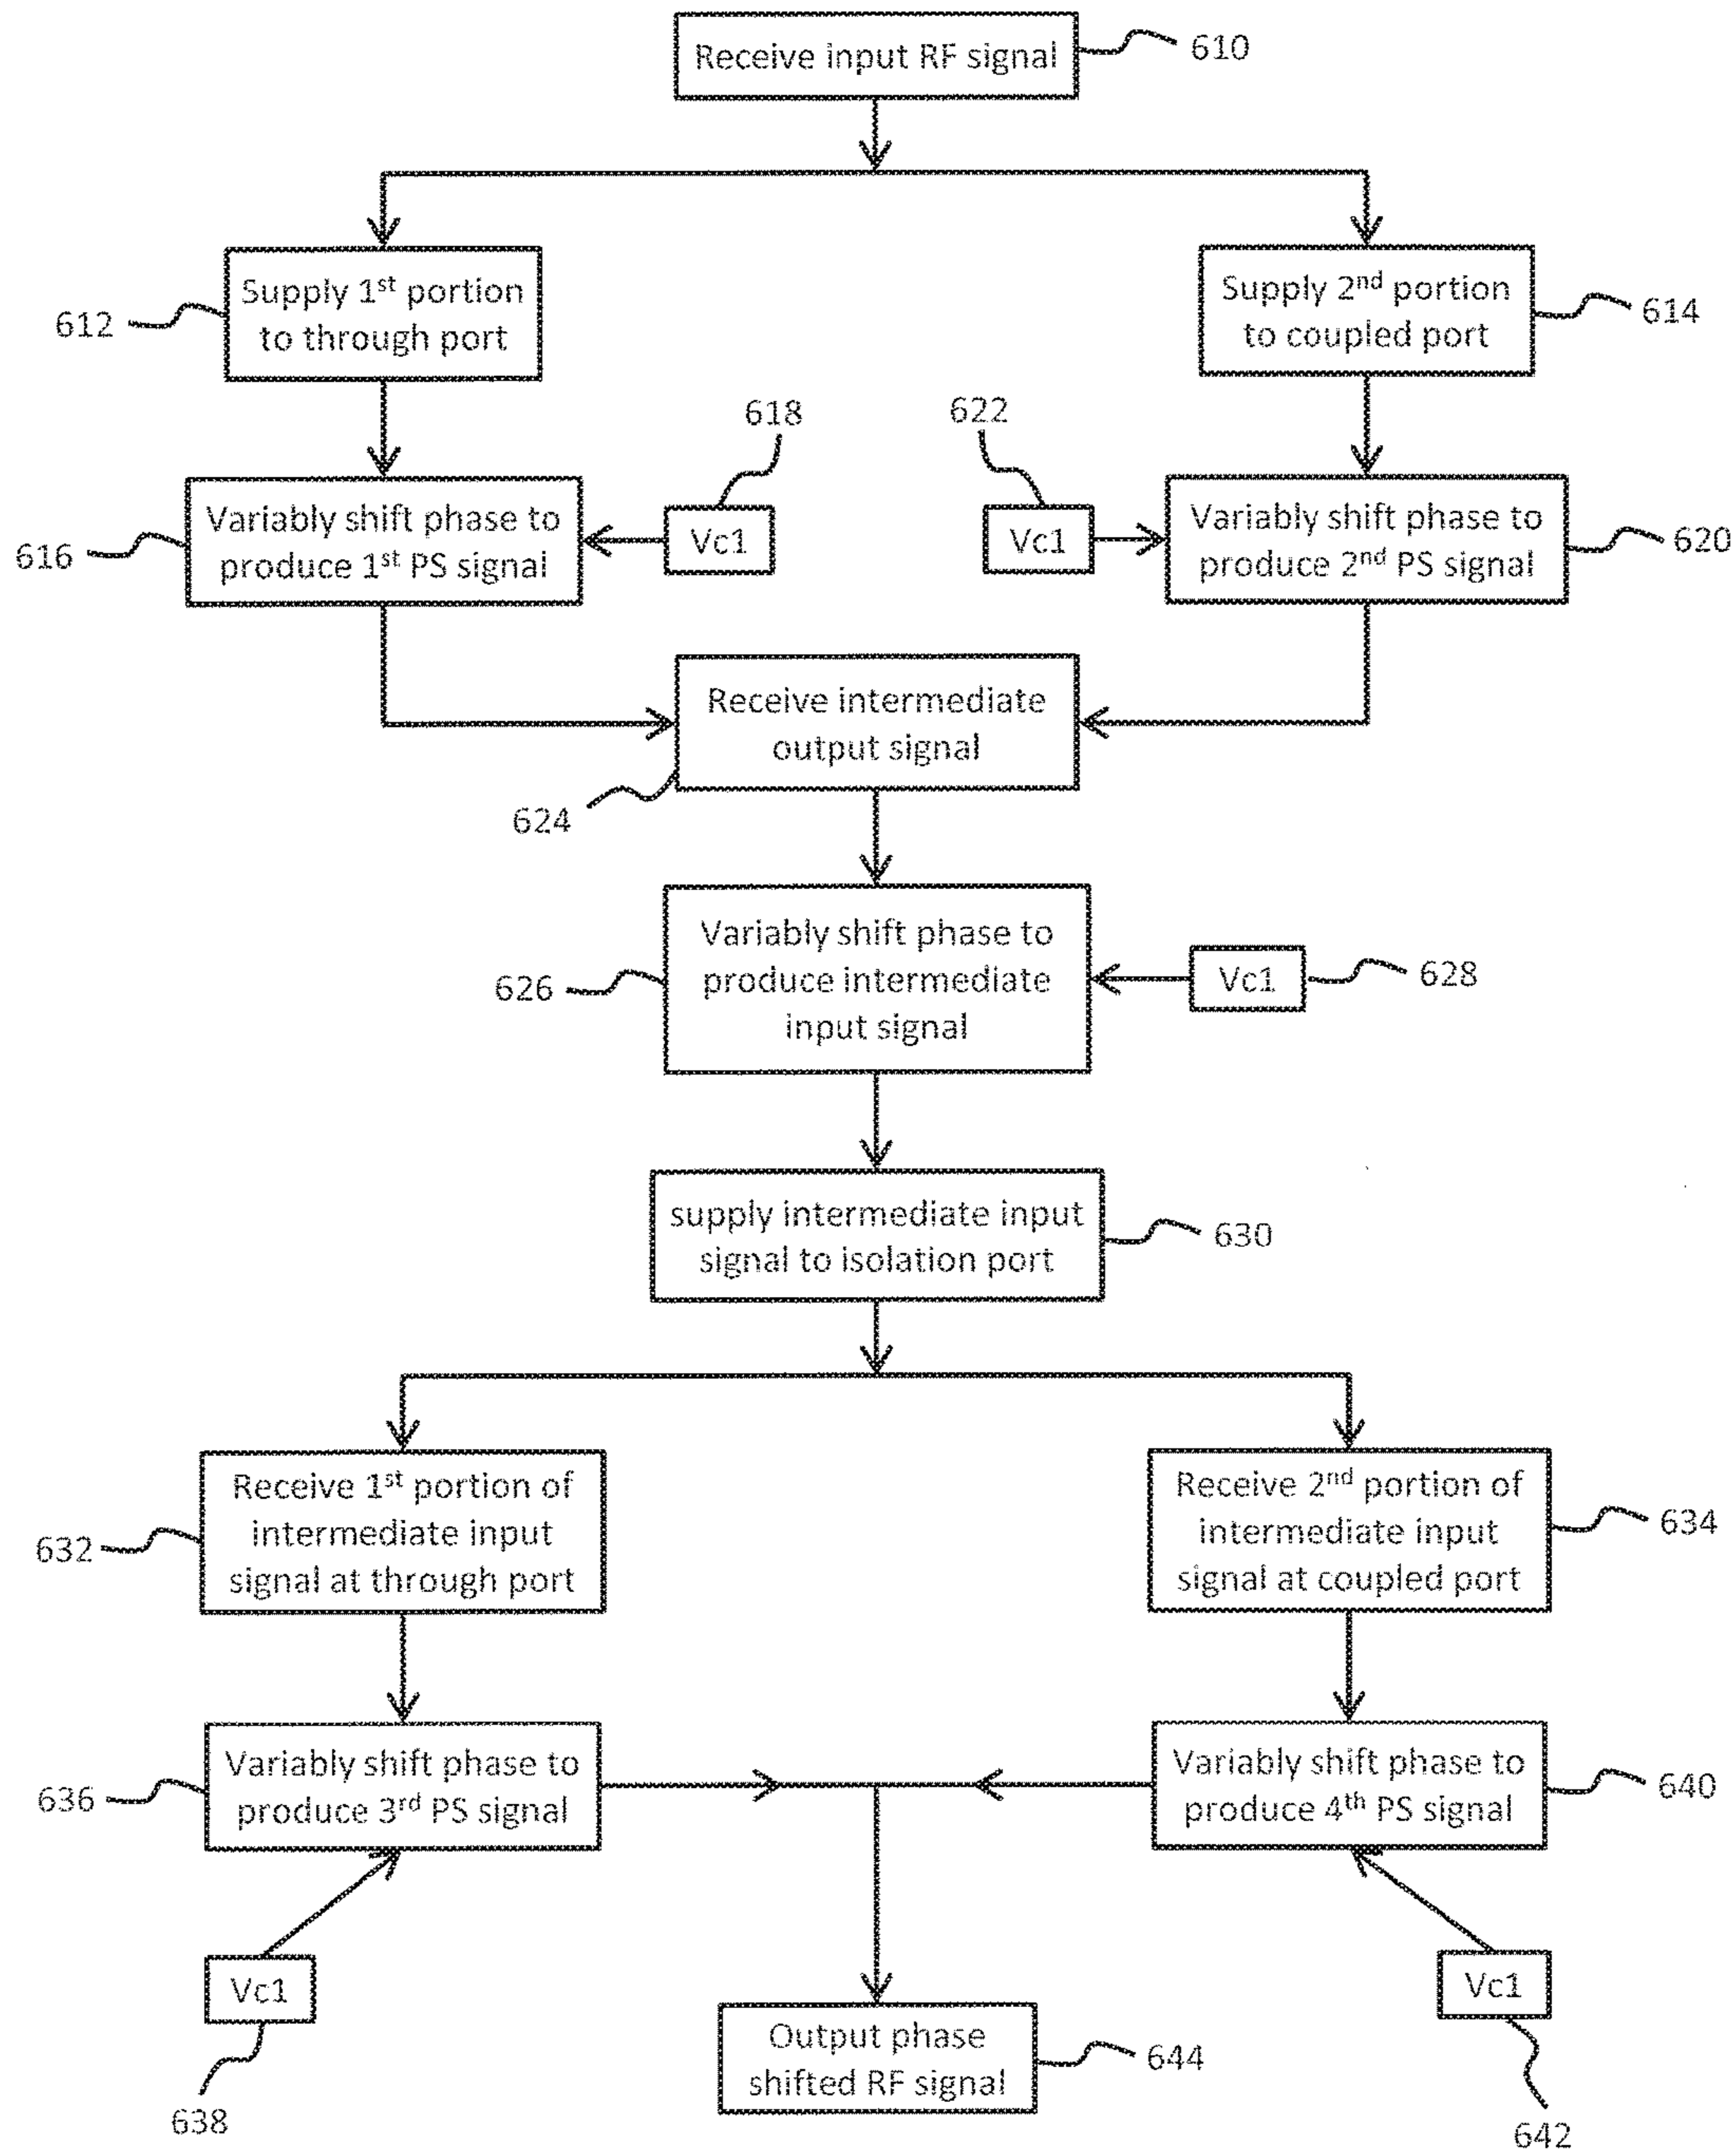 Receive input RF signal
610
Supply 1st portion
to through port
612
Supply 2nd portion
to coupled port
614
618
622
Variably shift phase to
produce 1st PS signal
616
Vc1
Vc1
Variably shift phase to
produce 2nd PS signal
620
Receive intermediate
output signal
624
Variably shift phase to
produce intermediate
input signal
626
Vc1
628
supply intermediate input
signal to isolation port
630
Receive 1st portion of
intermediate input
signal at through port
632
Receive 2nd portion of
intermediate input
signal at coupled port
634
Variably shift phase to
produce 3rd PS signal
636
Variably shift phase to
produce 4th PS signal
640
Vc1
638
Vc1
642
Output phase
shifted RF signal
644